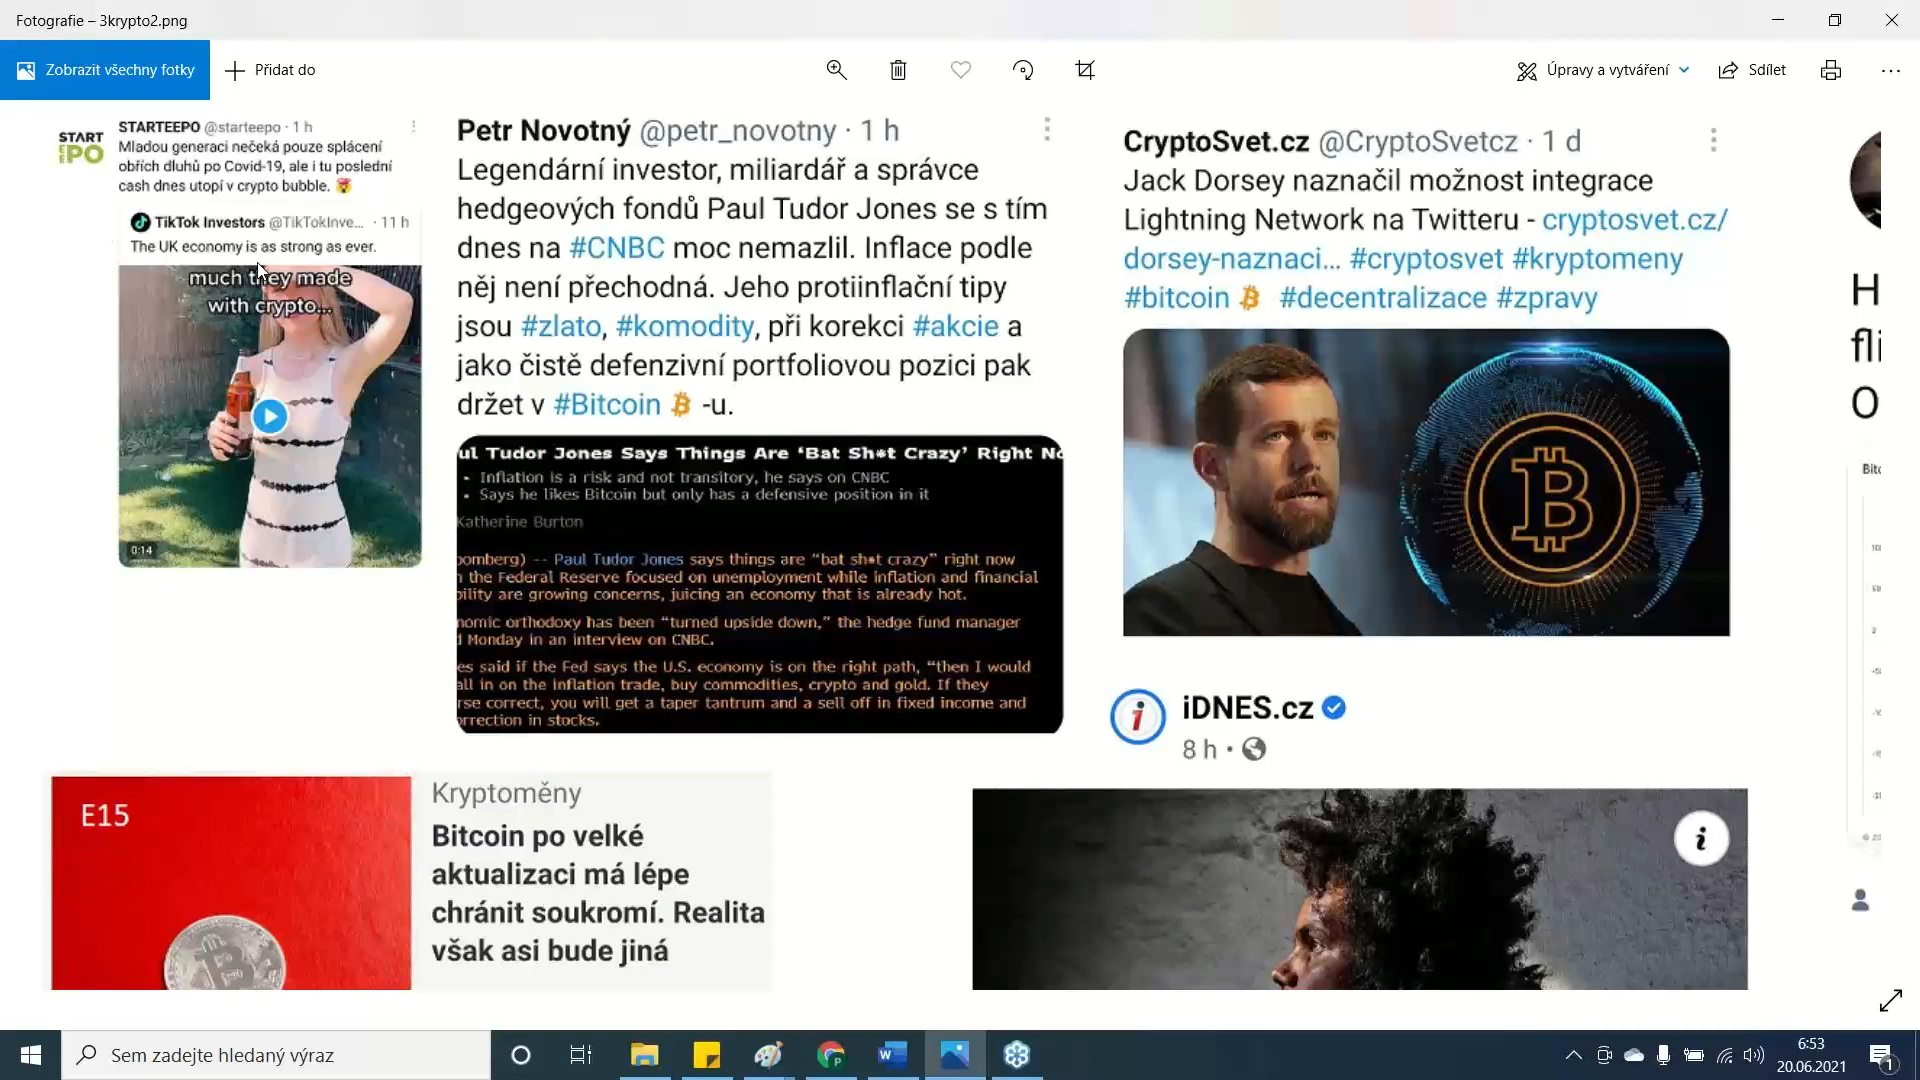 Fotografie – 3krypto2.png
Zobrazit všechny fotky
Přidat do
Úpravy a vytváření
Sdílet
START
EPO
STARTEEPO @starteepo · 1 h
Mladou generaci nečeká pouze splácení
obřích dluhů po Covid-19, ale i tu poslední
cash dnes utopí v crypto bubble. 🤯
TikTok Investors @TikTokInve... · 11 h
The UK economy is as strong as ever.
much they made
with crypto...
0:14
Petr Novotný @petr_novotny · 1 h
Legendární investor, miliardář a správce
hedgeových fondů Paul Tudor Jones se s tím
dnes na #CNBC moc nemazlil. Inflace podle
něj není přechodná. Jeho protiinflační tipy
jsou #zlato, #komodity, při korekci #akcie a
jako čistě defenzivní portfoliovou pozici pak
držet v #Bitcoin ₿ -u.
ul Tudor Jones Says Things Are ‘Bat Sh*t Crazy’ Right No
• Inflation is a risk and not transitory, he says on CNBC
• Says he likes Bitcoin but only has a defensive position in it
Katherine Burton
oomberg) -- Paul Tudor Jones says things are “bat sh*t crazy” right now
the Federal Reserve focused on unemployment while inflation and financial
bility are growing concerns, juicing an economy that is already hot.
nomic orthodoxy has been “turned upside down,” the hedge fund manager
d Monday in an interview on CNBC.
es said if the Fed says the U.S. economy is on the right path, “then I would
all in on the inflation trade, buy commodities, crypto and gold. If they
rse correct, you will get a taper tantrum and a sell off in fixed income and
orrection in stocks.
CryptoSvet.cz @CryptoSvetcz · 1 d
Jack Dorsey naznačil možnost integrace
Lightning Network na Twitteru - cryptosvet.cz/
dorsey-naznaci... #cryptosvet #kryptomeny
#bitcoin ₿ #decentralizace #zpravy
iDNES.cz
8 h ·
H
fli
O
Bitc
E15
Kryptoměny
Bitcoin po velké
aktualizaci má lépe
chránit soukromí. Realita
však asi bude jiná
Sem zadejte hledaný výraz
6:53
20.06.2021
1